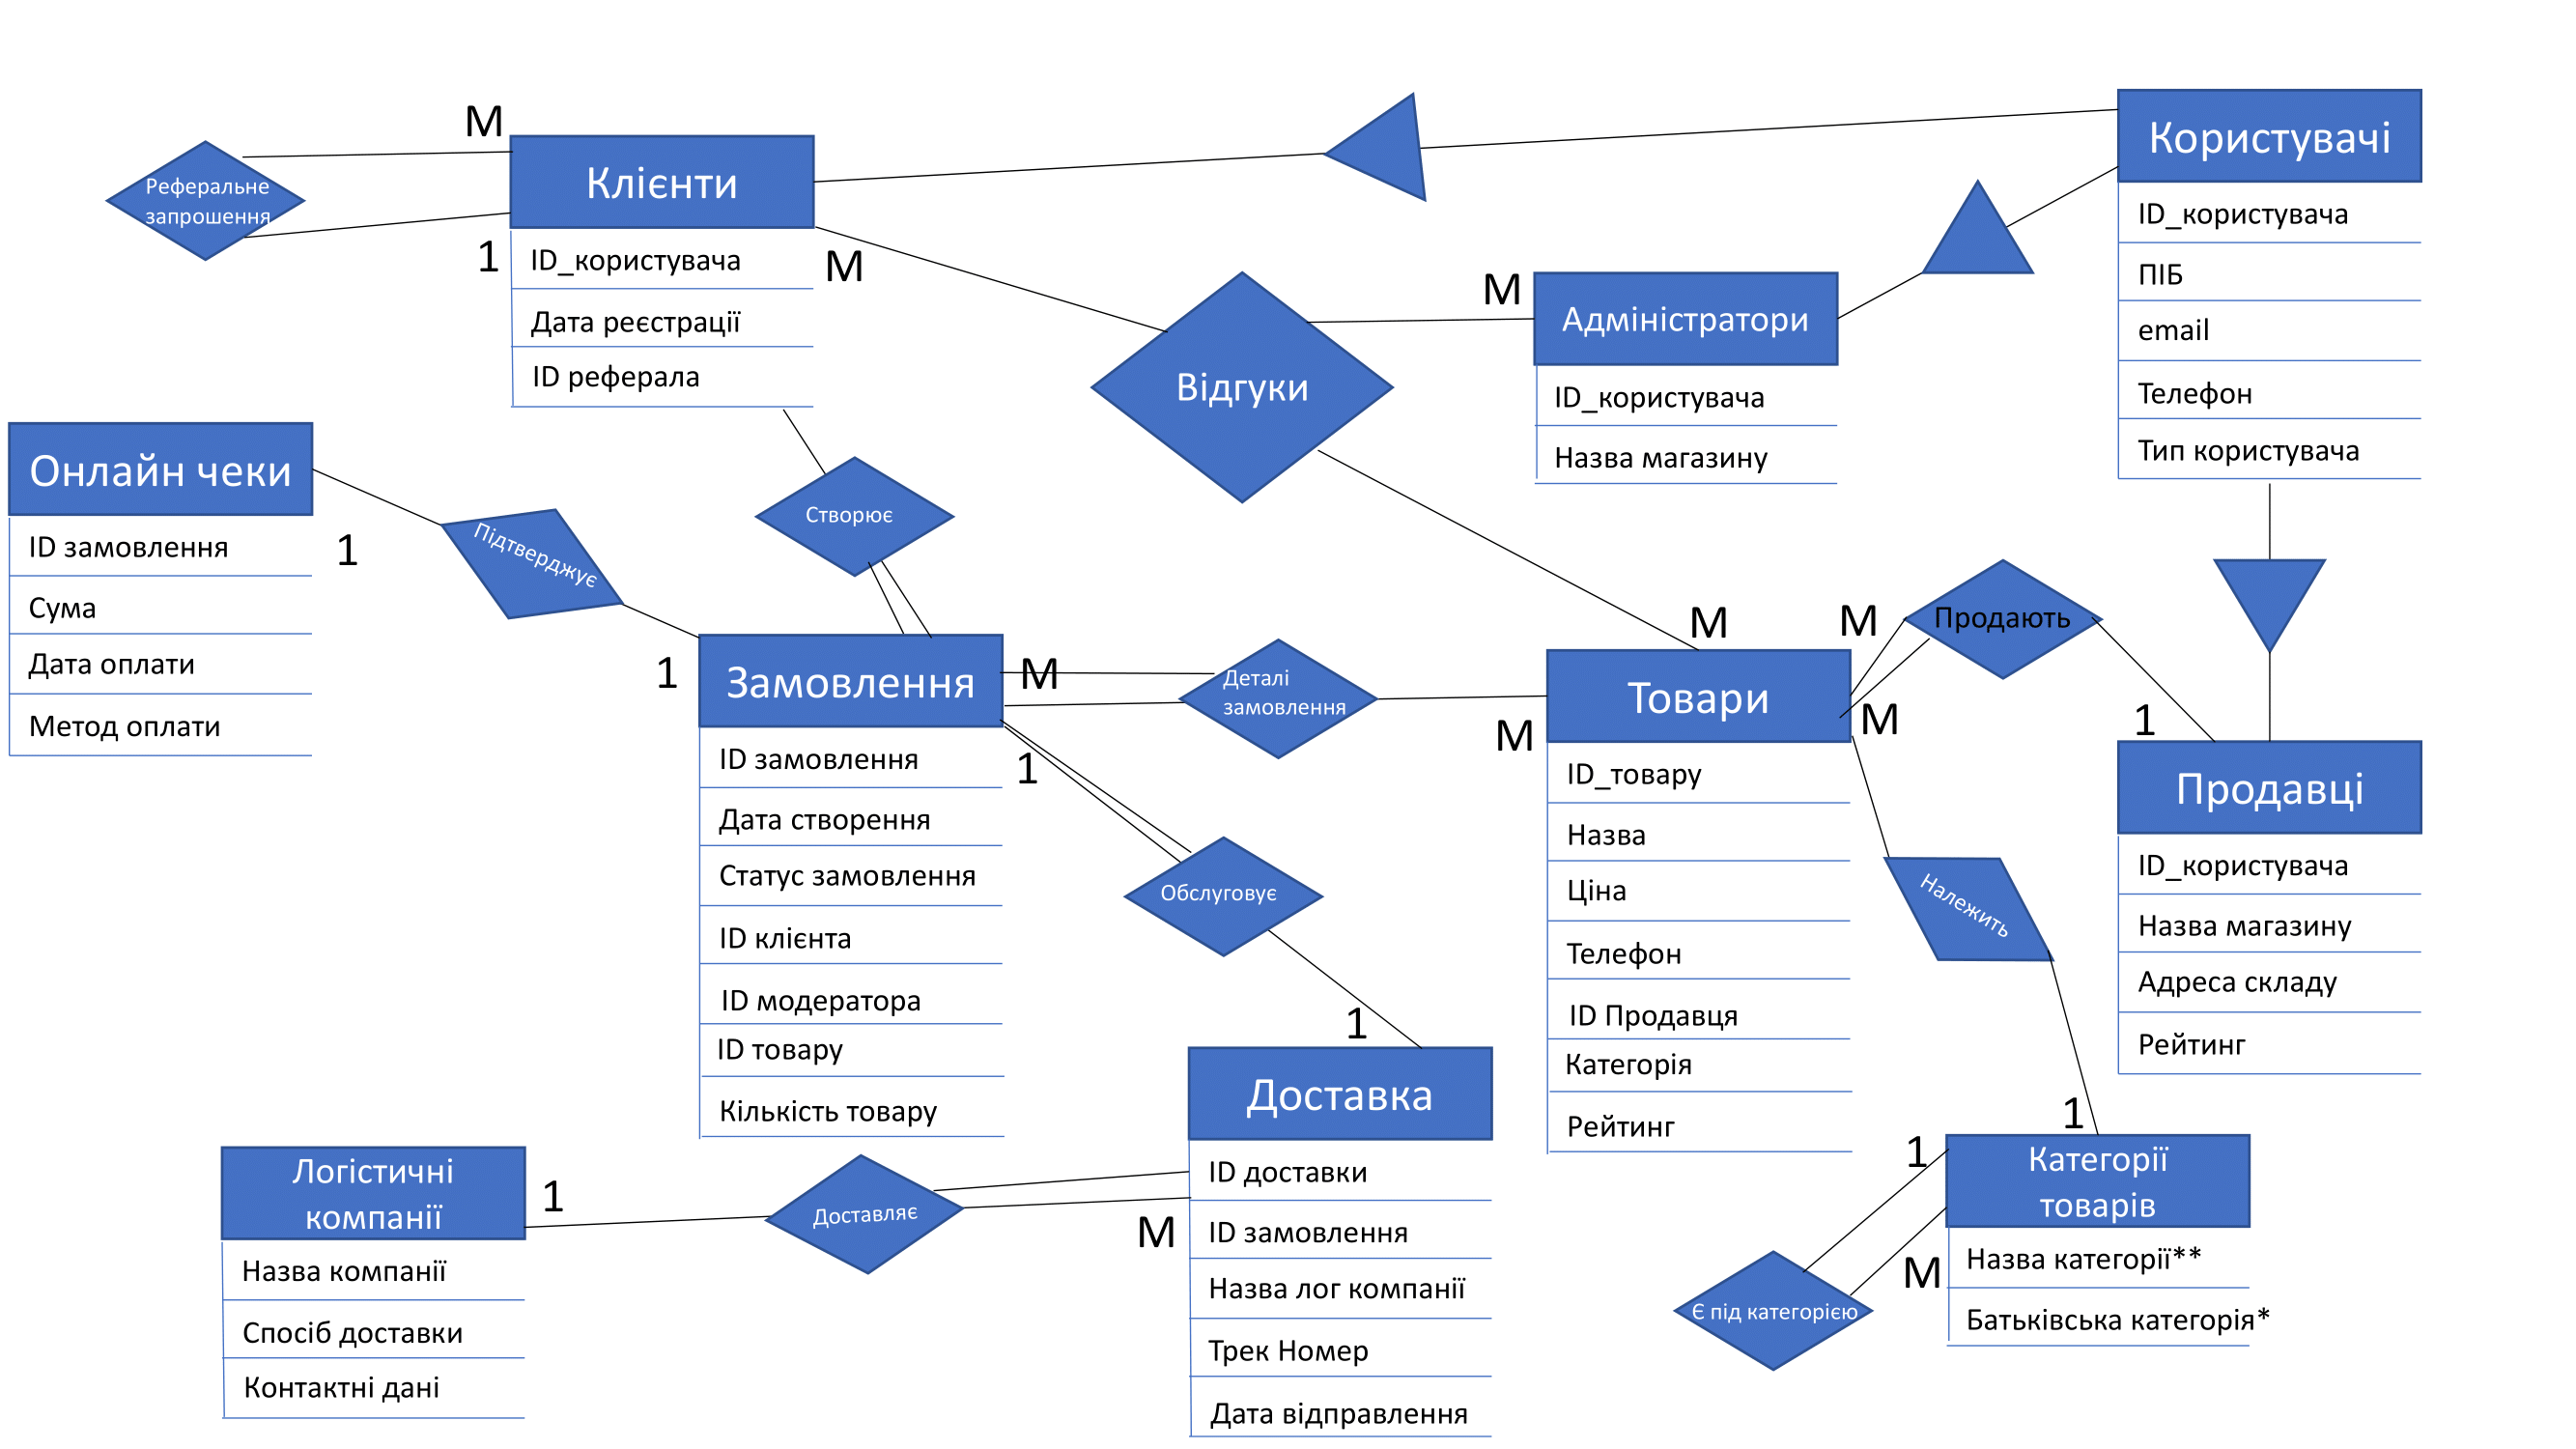 М
Реферальне
запрошення
1
Клієнти
ID_користувача
Дата реєстрації
ID реферала
М
Користувачі
ID_користувача
ПІБ
email
Телефон
Тип користувача
М
Адміністратори
ID_користувача
Назва магазину
Відгуки
Онлайн чеки
ID замовлення
Сума
Дата оплати
Метод оплати
1
Підтверджує
Створює
1
Замовлення
ID замовлення
Дата створення
Статус замовлення
ID клієнта
ID модератора
ID товару
Кількість товару
М
1
Деталі
замовлення
М
М
Товари
ID_товару
Назва
Ціна
Телефон
ID Продавця
Категорія
Рейтинг
М
Продають
М
1
Продавці
ID_користувача
Назва магазину
Адреса складу
Рейтинг
Обслуговує
1
Належить
1
Доставка
ID доставки
ID замовлення
Назва лог компанії
Трек Номер
Дата відправлення
Логістичні
компанії
Назва компанії
Спосіб доставки
Контактні дані
1
Доставляє
М
1
Категорії
товарів
Назва категорії**
Батьківська категорія*
М
Є під категорією